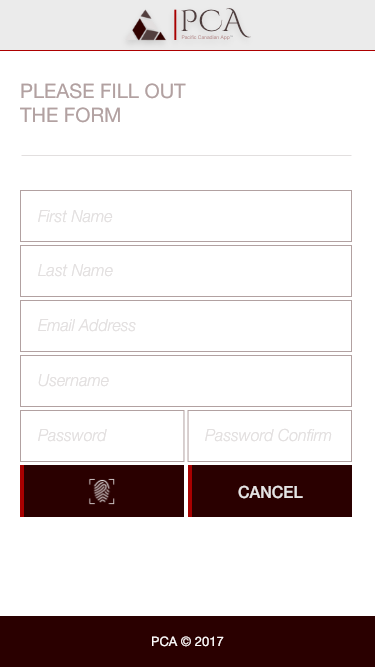 PCA
Pacific Canadian App™
PLEASE FILL OUT
THE FORM
First Name
Last Name
Email Address
Username
Password
Password Confirm
CANCEL
PCA © 2017